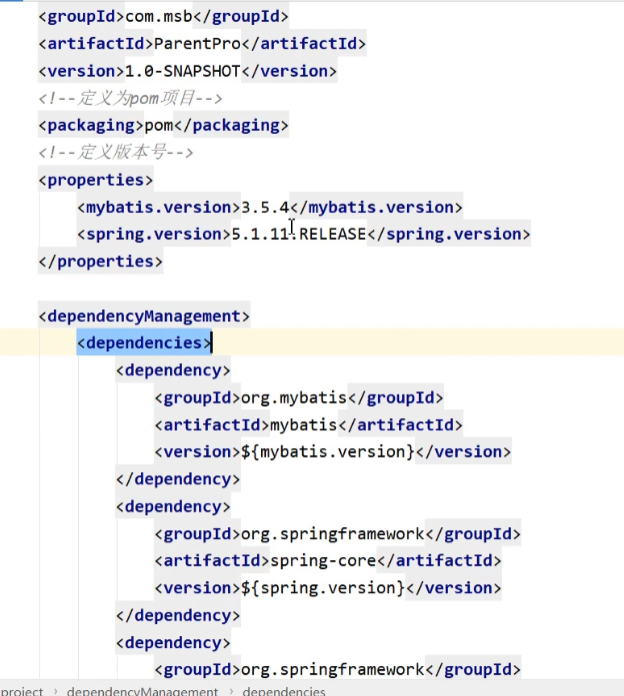 <groupId>com.msb</groupId>
<artifactId>ParentPro</artifactId>
<version>1.0-SNAPSHOT</version>
<!--定义为pom项目-->
<packaging>pom</packaging>
<!--定义版本号-->
<properties>
<mybatis.version>3.5.4</mybatis.version>
<spring.version>5.1.11.RELEASE</spring.version>
</properties>
<dependencyManagement>
<dependencies>
<dependency>
<groupId>org.mybatis</groupId>
<artifactId>mybatis</artifactId>
<version>${mybatis.version}</version>
</dependency>
<dependency>
<groupId>org.springframework</groupId>
<artifactId>spring-core</artifactId>
<version>${spring.version}</version>
</dependency>
<dependency>
<groupId>org.springframework</groupId>
project › dependencyManagement › dependencies